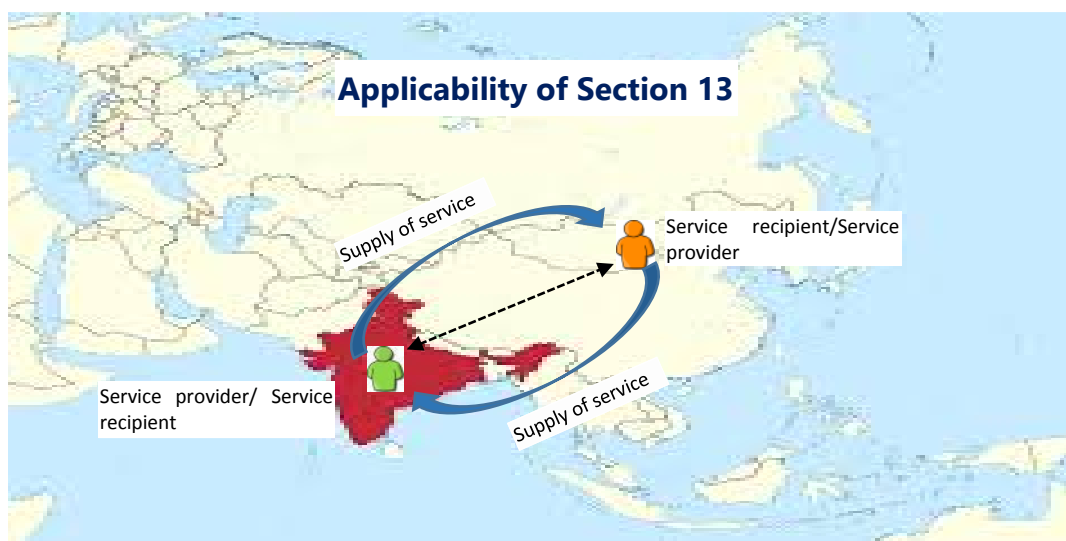 Applicability of Section 13
Supply of service
Service recipient/Service
provider
Service provider/ Service
recipient
Supply of service